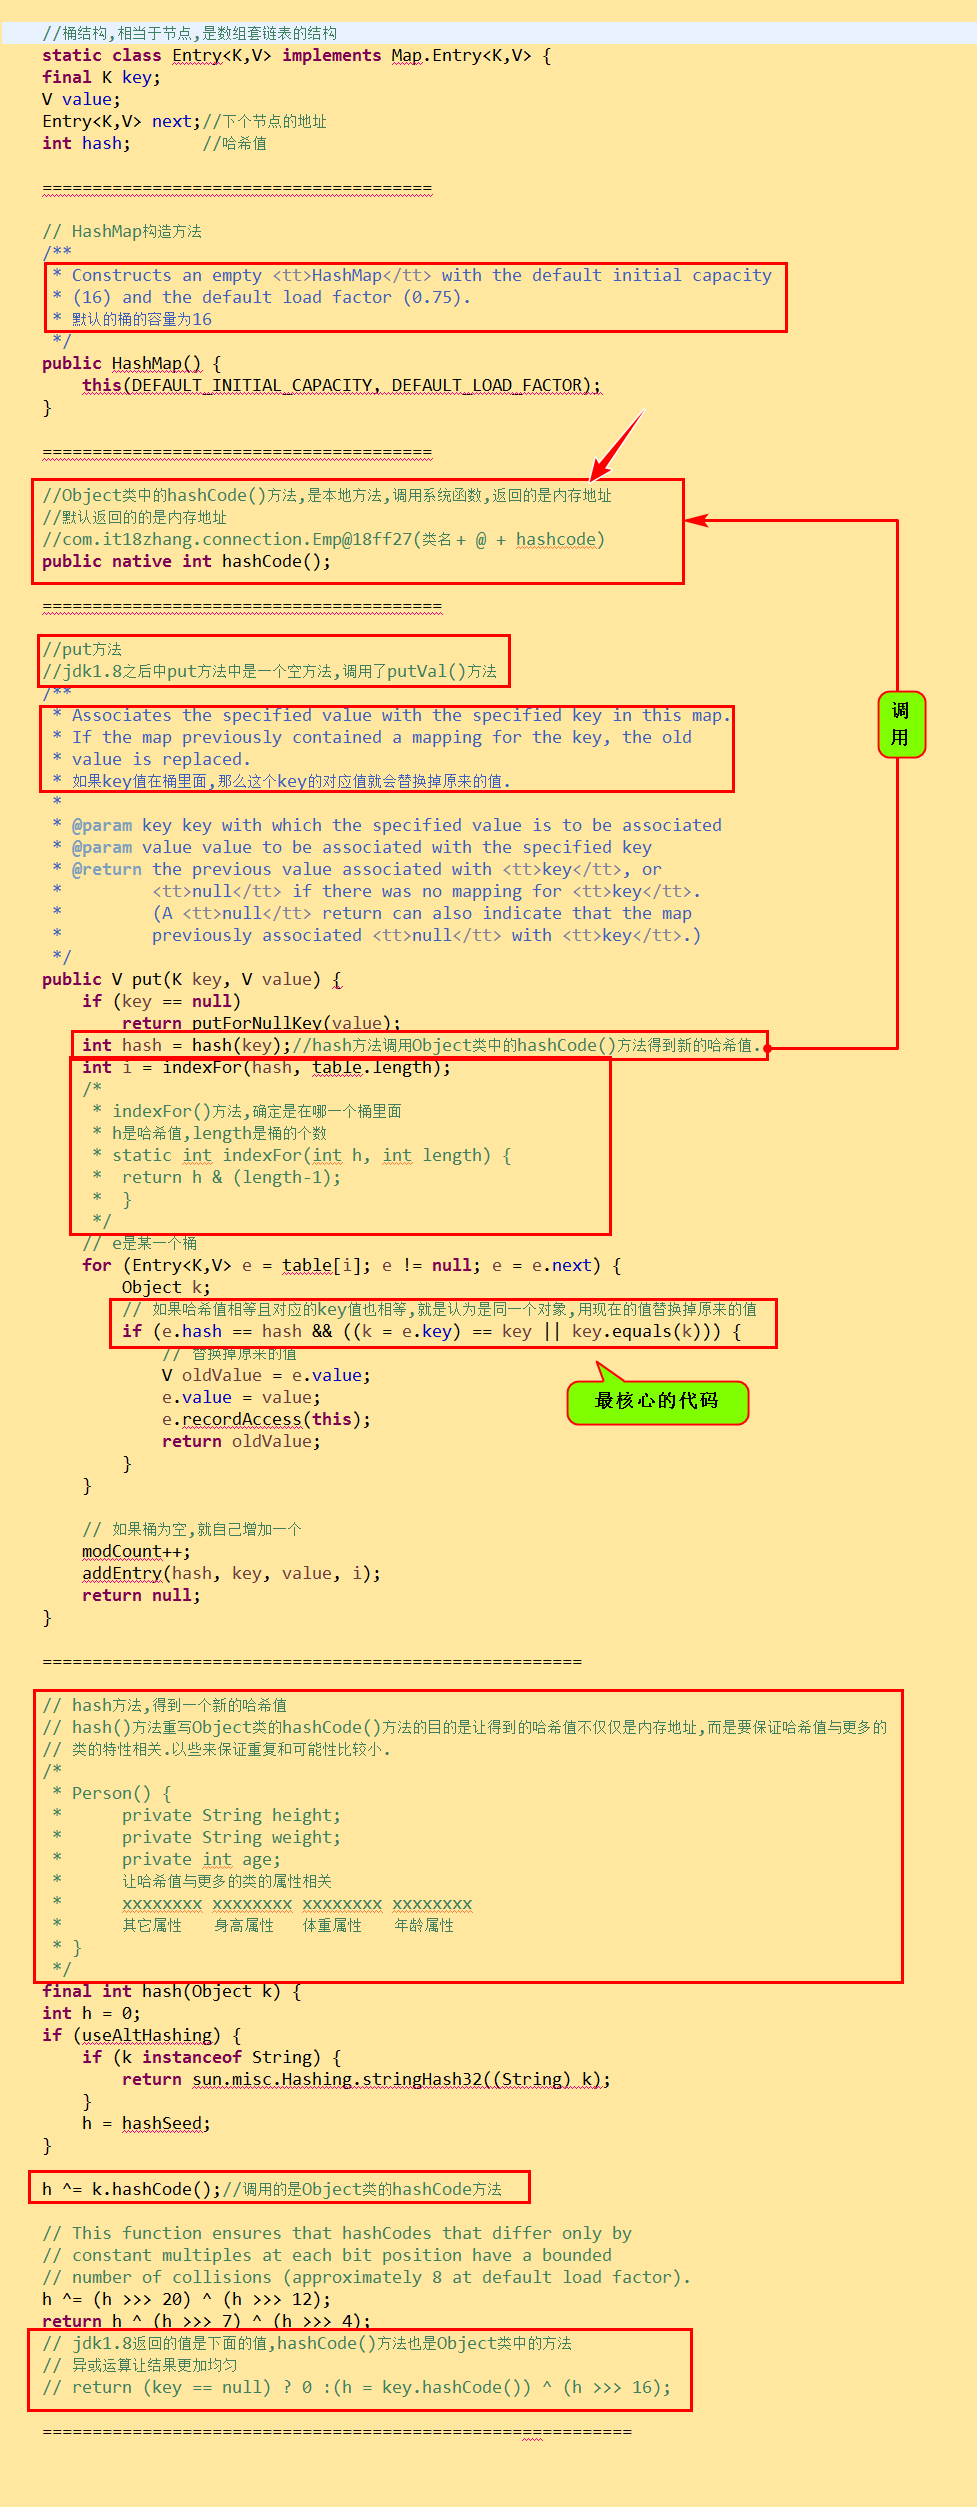 //桶结构,相当于节点,是数组套链表的结构
static class Entry<K,V> implements Map.Entry<K,V> {
final K key;
V value;
Entry<K,V> next;//下个节点的地址
int hash;       //哈希值
=======================================
// HashMap构造方法
/**
 * Constructs an empty <tt>HashMap</tt> with the default initial capacity
 * (16) and the default load factor (0.75).
 * 默认的桶的容量为16
 */
public HashMap() {
    this(DEFAULT_INITIAL_CAPACITY, DEFAULT_LOAD_FACTOR);
}
=======================================
//Object类中的hashCode()方法,是本地方法,调用系统函数,返回的是内存地址
//默认返回的的是内存地址
//com.it18zhang.connection.Emp@18ff27(类名+ @ + hashcode)
public native int hashCode();
========================================
//put方法
//jdk1.8之后中put方法中是一个空方法,调用了putVal()方法
/**
 * Associates the specified value with the specified key in this map.
 * If the map previously contained a mapping for the key, the old
 * value is replaced.
 * 如果key值在桶里面,那么这个key的对应值就会替换掉原来的值.
 *
 * @param key key with which the specified value is to be associated
 * @param value value to be associated with the specified key
 * @return the previous value associated with <tt>key</tt>, or
 *         <tt>null</tt> if there was no mapping for <tt>key</tt>.
 *         (A <tt>null</tt> return can also indicate that the map
 *         previously associated <tt>null</tt> with <tt>key</tt>.)
 */
调
用
public V put(K key, V value) {
    if (key == null)
        return putForNullKey(value);
    int hash = hash(key);//hash方法调用Object类中的hashCode()方法得到新的哈希值.
    int i = indexFor(hash, table.length);
    /*
     * indexFor()方法,确定是在哪一个桶里面
     * h是哈希值,length是桶的个数
     * static int indexFor(int h, int length) {
     *  return h & (length-1);
     *  }
     */
    // e是某一个桶
    for (Entry<K,V> e = table[i]; e != null; e = e.next) {
        Object k;
        // 如果哈希值相等且对应的key值也相等,就是认为是同一个对象,用现在的值替换掉原来的值
        if (e.hash == hash && ((k = e.key) == key || key.equals(k))) {
            // 替换掉原来的值
            V oldValue = e.value;
            e.value = value;
            e.recordAccess(this);
            return oldValue;
        }
    }
最核心的代码
    // 如果桶为空,就自己增加一个
    modCount++;
    addEntry(hash, key, value, i);
    return null;
}
======================================================
// hash方法,得到一个新的哈希值
// hash()方法重写Object类的hashCode()方法的目的是让得到的哈希值不仅仅是内存地址,而是要保证哈希值与更多的
// 类的特性相关.以些来保证重复和可能性比较小.
/*
 * Person() {
 *      private String height;
 *      private String weight;
 *      private int age;
 *      让哈希值与更多的类的属性相关
 *      xxxxxxxx xxxxxxxx xxxxxxxx xxxxxxxx
 *      其它属性   身高属性   体重属性   年龄属性
 * }
 */
final int hash(Object k) {
int h = 0;
if (useAltHashing) {
    if (k instanceof String) {
        return sun.misc.Hashing.stringHash32((String) k);
    }
    h = hashSeed;
}
h ^= k.hashCode();//调用的是Object类的hashCode方法
// This function ensures that hashCodes that differ only by
// constant multiples at each bit position have a bounded
// number of collisions (approximately 8 at default load factor).
h ^= (h >>> 20) ^ (h >>> 12);
return h ^ (h >>> 7) ^ (h >>> 4);
// jdk1.8返回的值是下面的值,hashCode()方法也是Object类中的方法
// 异或运算让结果更加均匀
// return (key == null) ? 0 :(h = key.hashCode()) ^ (h >>> 16);
===========================================================